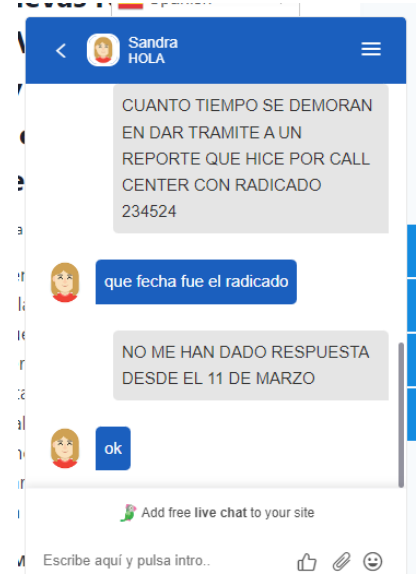 Spanish
Sandra
HOLA
CUANTO TIEMPO SE DEMORAN
EN DAR TRAMITE A UN
REPORTE QUE HICE POR CALL
CENTER CON RADICADO
234524
que fecha fue el radicado
NO ME HAN DADO RESPUESTA
DESDE EL 11 DE MARZO
ok
Add free live chat to your site
Escribe aquí y pulsa intro..